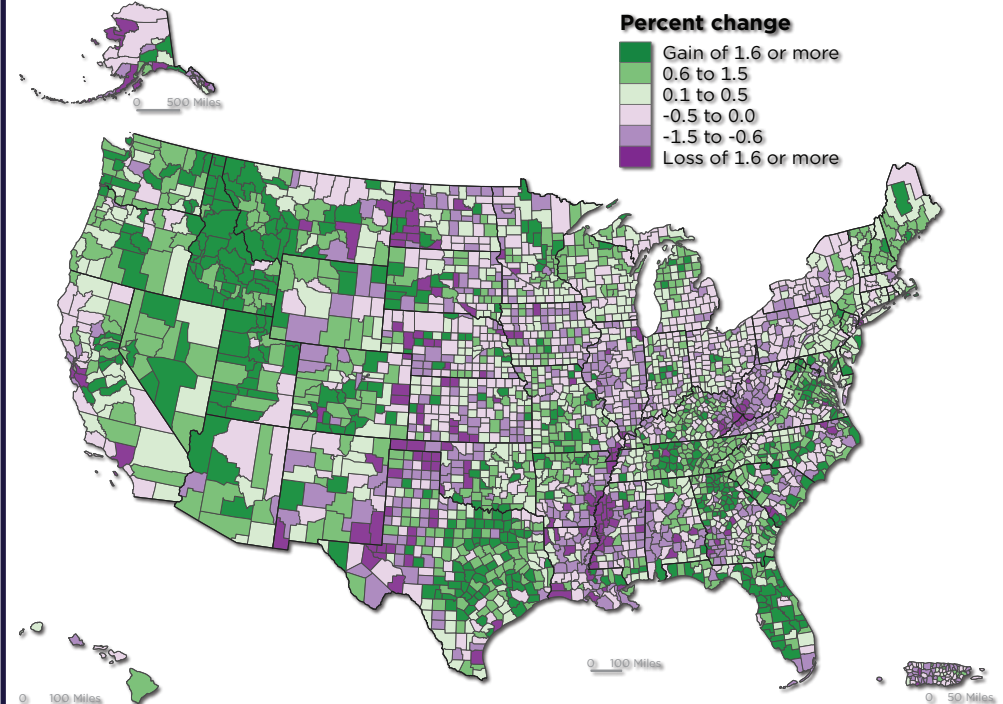 Percent change
Gain of 1.6 or more
0.6 to 1.5
0.1 to 0.5
-0.5 to 0.0
-1.5 to -0.6
Loss of 1.6 or more
0 500 Miles
0 100 Miles
0 100 Miles
0 50 Miles